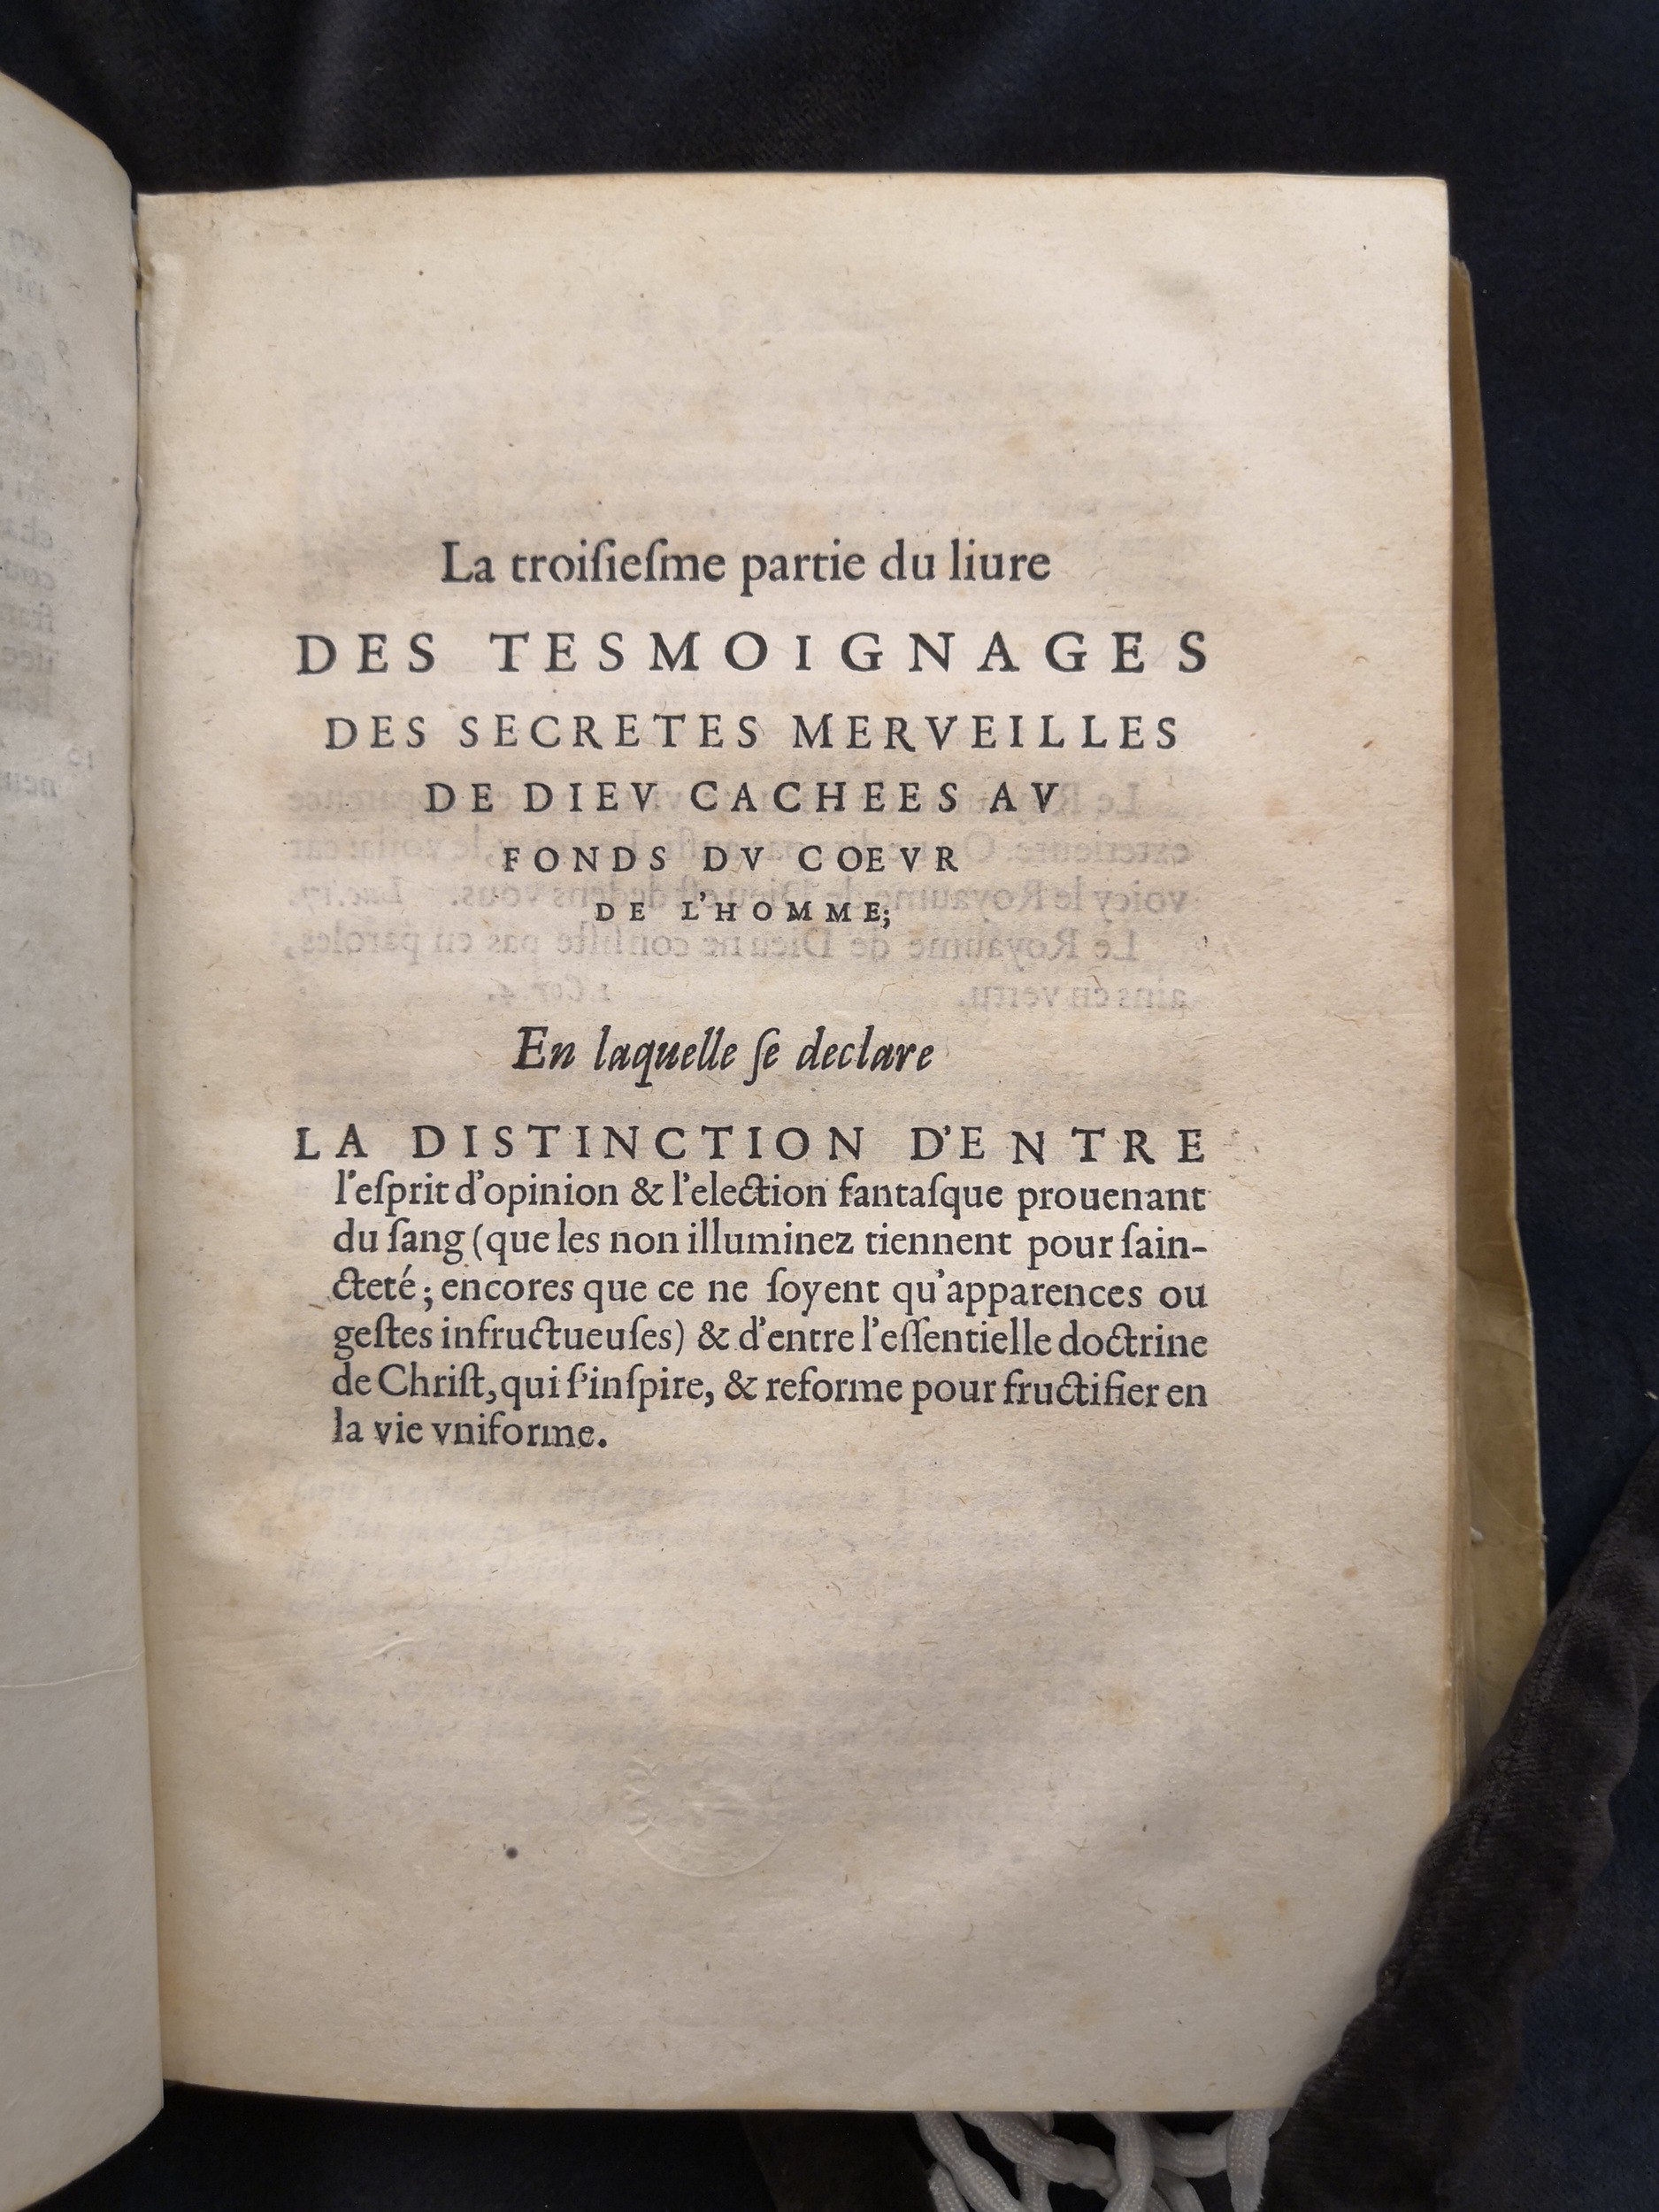 La troiſieſme partie du liure
DES TESMOIGNAGES
DES SECRETES MERVEILLES
DE DIEV CACHEES AV
FONDS DV COEVR
DE L'HOMME;
En laquelle ſe declare
LA DISTINCTION D'ENTRE
l'eſprit d'opinion & l'election fantaſque prouenant
du ſang (que les non illuminez tiennent pour ſain-
cteté; encores que ce ne ſoyent qu'apparences ou
geſtes infructueuſes) & d'entre l'eſſentielle doctrine
de Chriſt, qui ſ'inſpire, & reforme pour fructifier en
la vie vniforme.